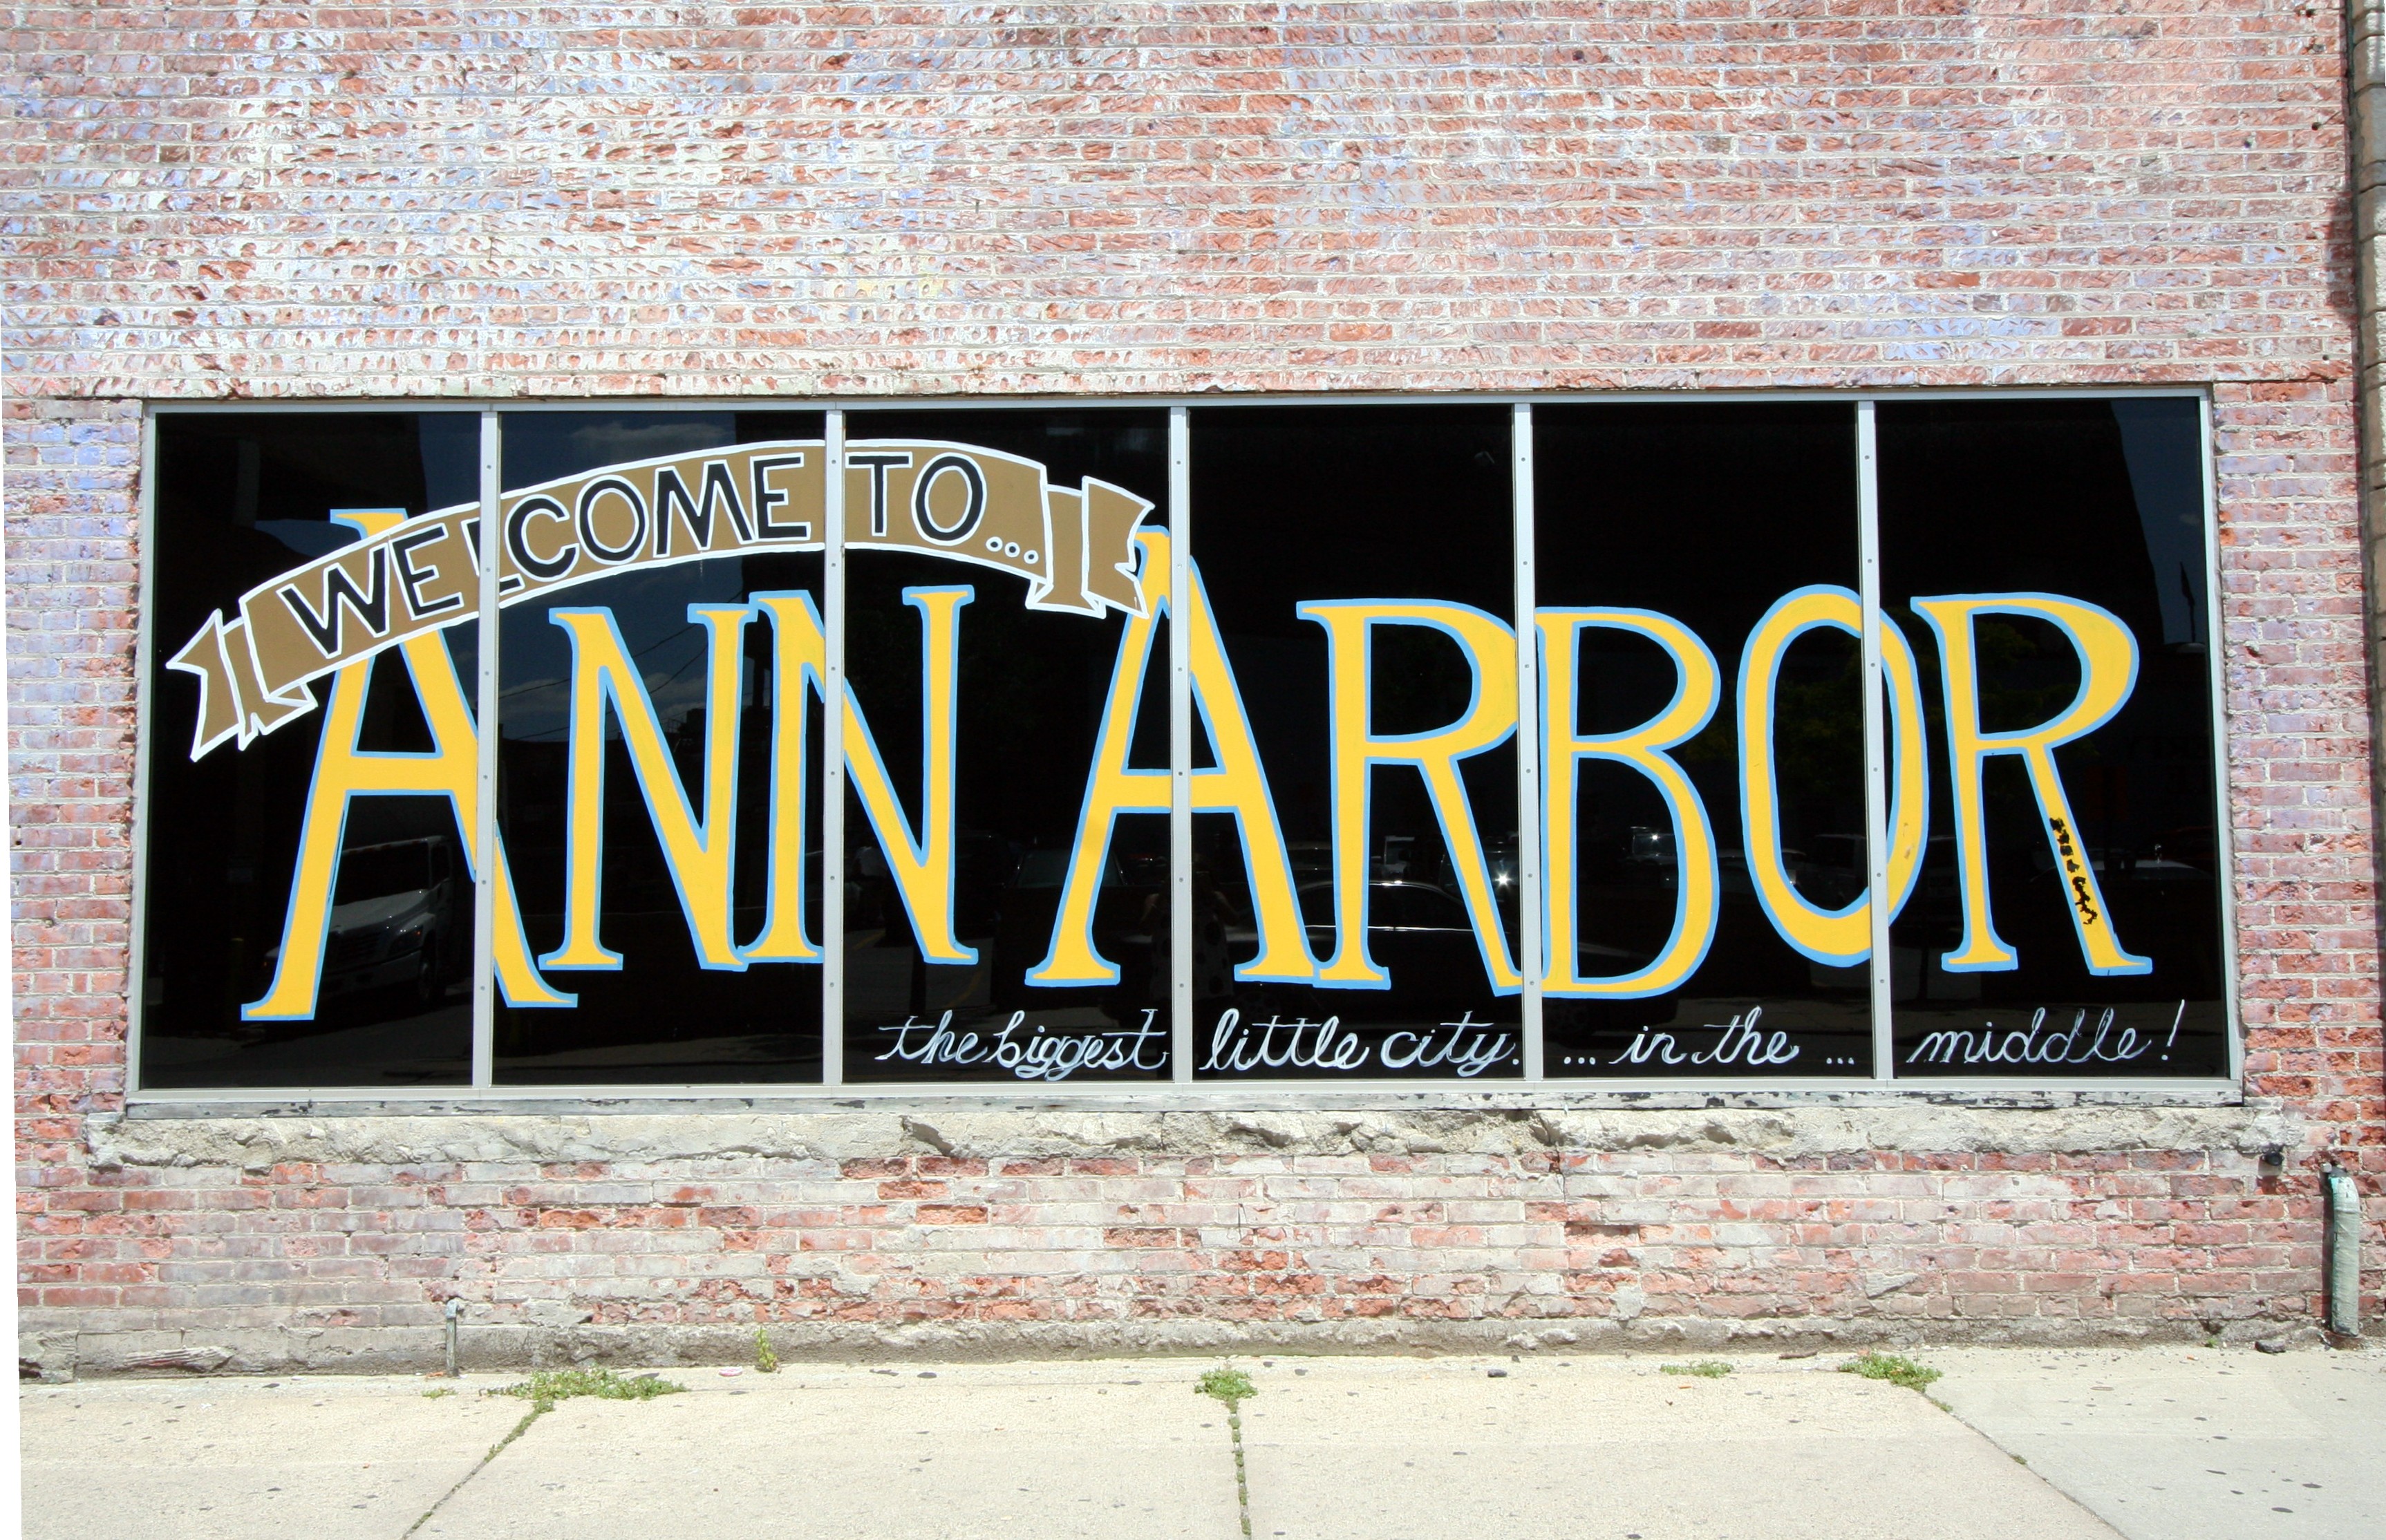 WELCOME TO...
ANN ARBOR
the biggest little city. ... in the ... middle!